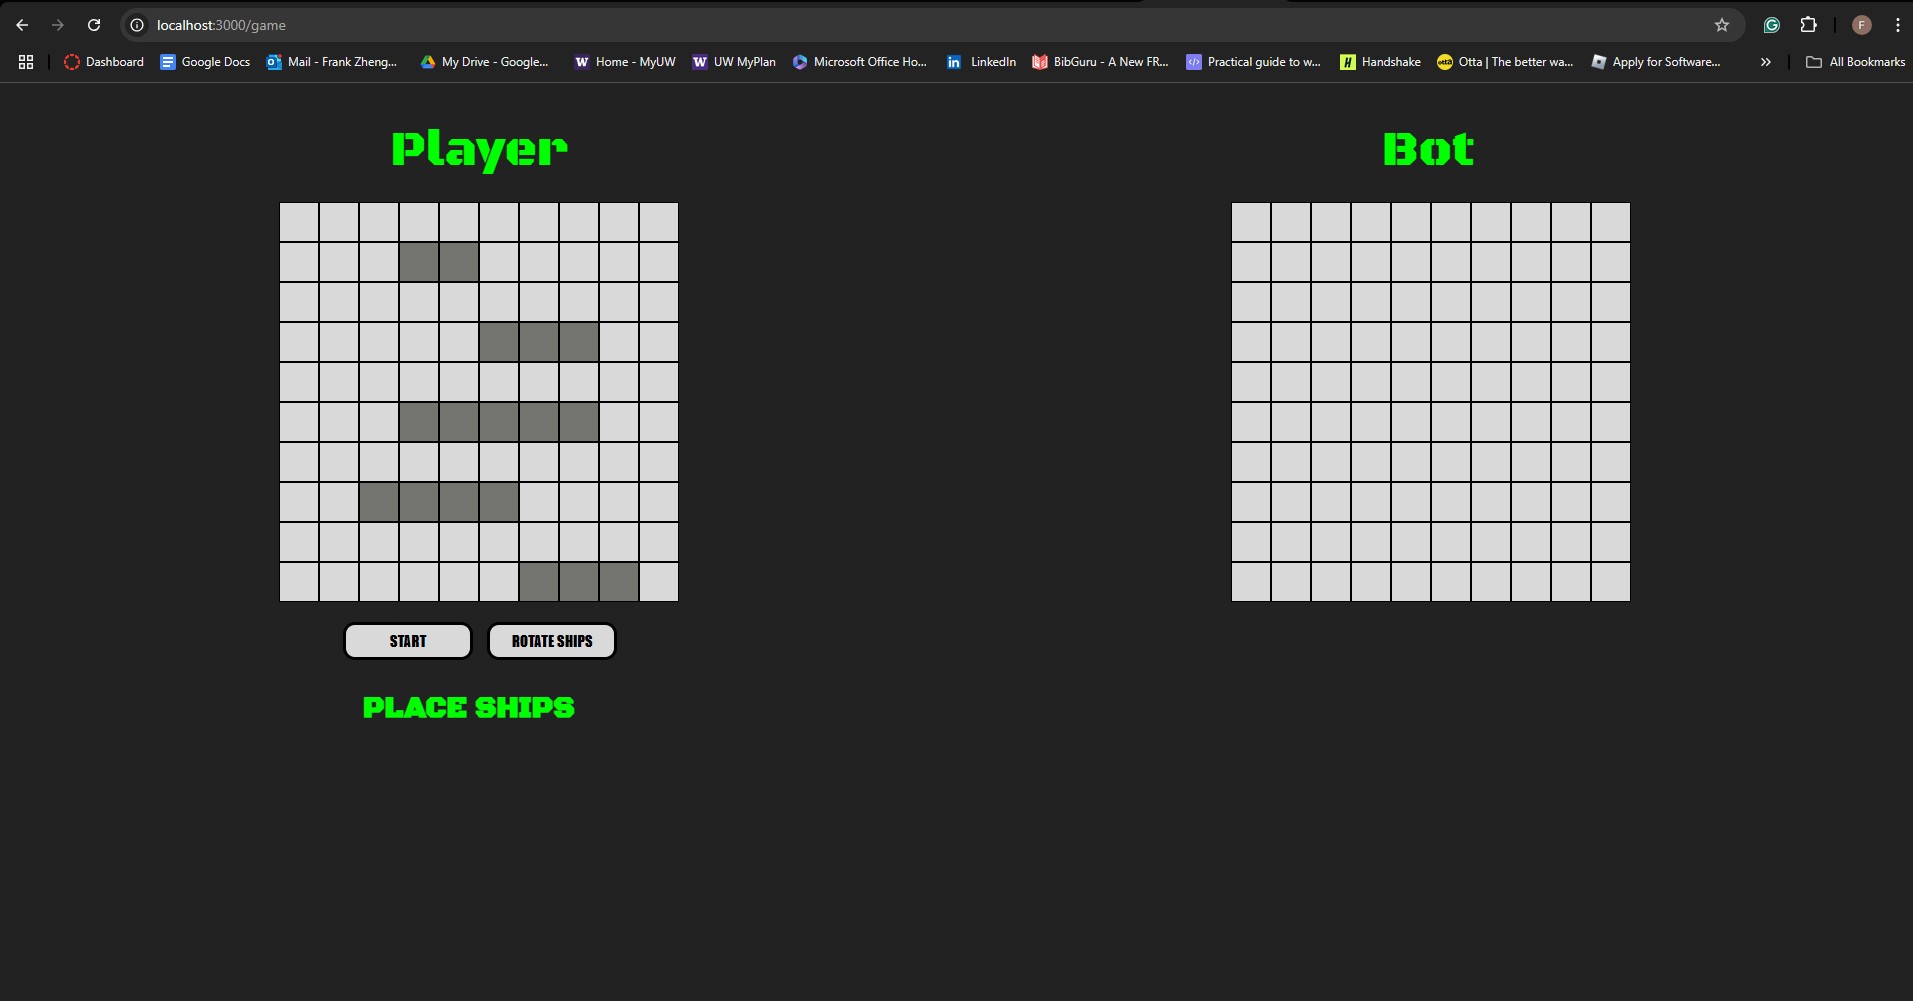 localhost:3000/game
F
Dashboard Google Docs Mail - Frank Zheng... My Drive - Google... W Home - MyUW W UW MyPlan Microsoft Office Ho... in LinkedIn BibGuru - A New FR... Practical guide to w... H Handshake otta Otta | The better wa... Apply for Software... All Bookmarks
Player
Bot
START ROTATE SHIPS
PLACE SHIPS